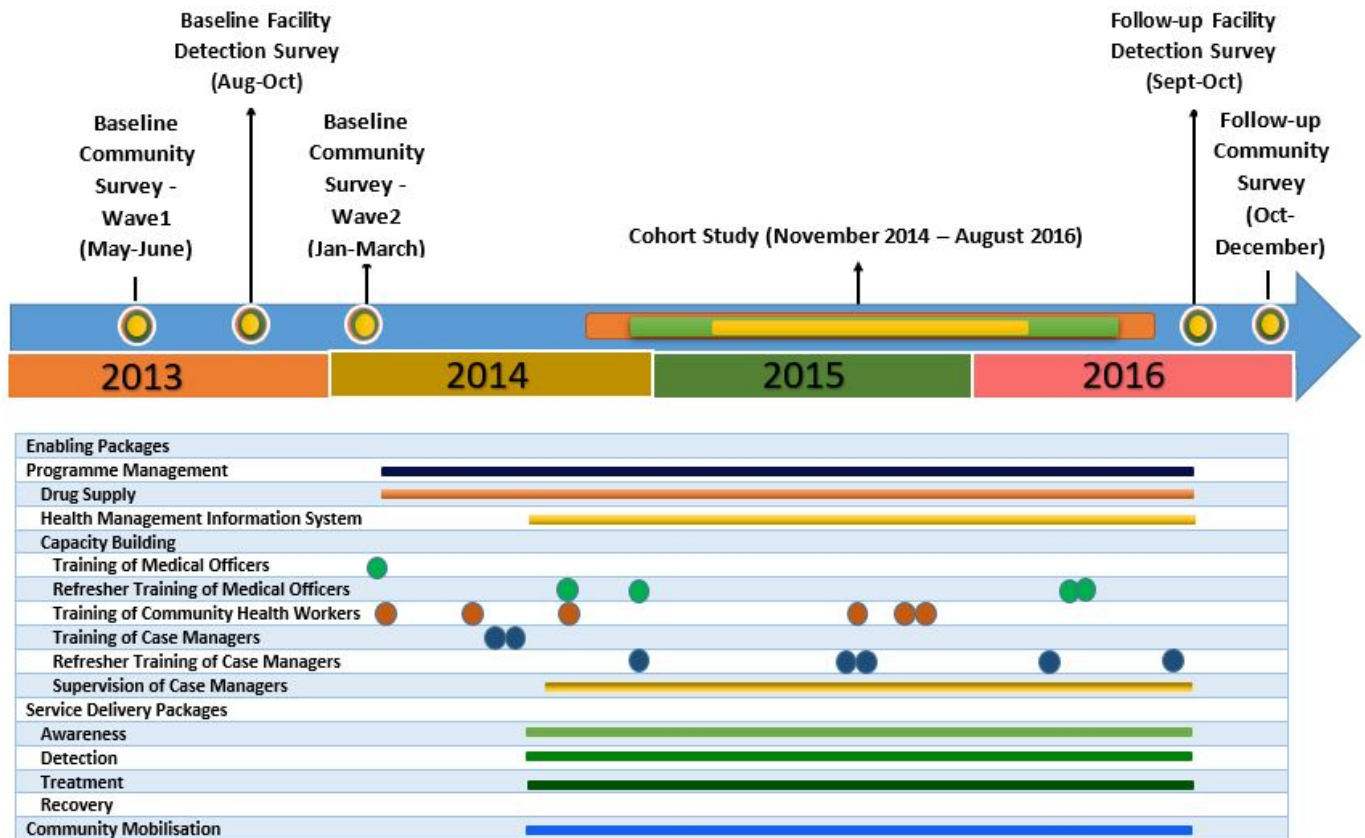 Baseline Facility
Detection Survey
(Aug-Oct)
Follow-up Facility
Detection Survey
(Sept-Oct)
Baseline
Community
Survey -
Wave1
(May-June)
Baseline
Community
Survey -
Wave2
(Jan-March)
Cohort Study (November 2014 – August 2016)
Follow-up
Community
Survey
(Oct-
December)
2013
2014
2015
2016
Enabling Packages
Programme Management
Drug Supply
Health Management Information System
Capacity Building
Training of Medical Officers
Refresher Training of Medical Officers
Training of Community Health Workers
Training of Case Managers
Refresher Training of Case Managers
Supervision of Case Managers
Service Delivery Packages
Awareness
Detection
Treatment
Recovery
Community Mobilisation